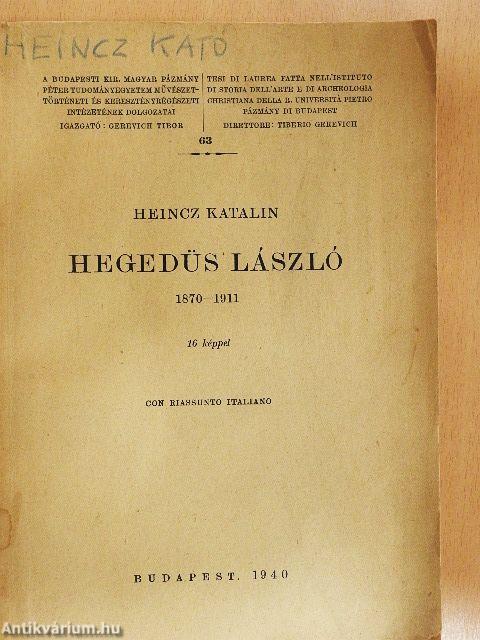 HEINCZ KATÓ
A BUDAPESTI KIR. MAGYAR PÁZMÁNY
PÉTER TUDOMÁNYEGYETEM MŰVÉSZET-
TÖRTÉNETI ÉS KERESZTÉNYRÉGÉSZETI
INTÉZETÉNEK DOLGOZATAI
IGAZGATÓ: GEREVICH TIBOR
TESI DI LAUREA FATTA NELL'ISTITUTO
DI STORIA DELL'ARTE E DI ARCHEOLOGIA
CHRISTIANA DELLA R. UNIVERSITÀ PIETRO
PÁZMÁNY DI BUDAPEST
DIRETTORE: TIBERIO GEREVICH
63
HEINCZ KATALIN
HEGEDÜS LÁSZLÓ
1870–1911
16 képpel
CON RIASSUNTO ITALIANO
BUDAPEST, 1940
Antikvárium.hu